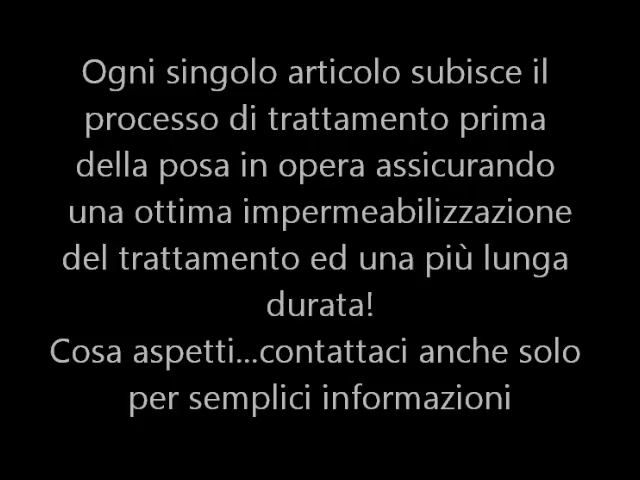 Ogni singolo articolo subisce il
processo di trattamento prima
della posa in opera assicurando
una ottima impermeabilizzazione
del trattamento ed una più lunga
durata!
Cosa aspetti...contattaci anche solo
per semplici informazioni